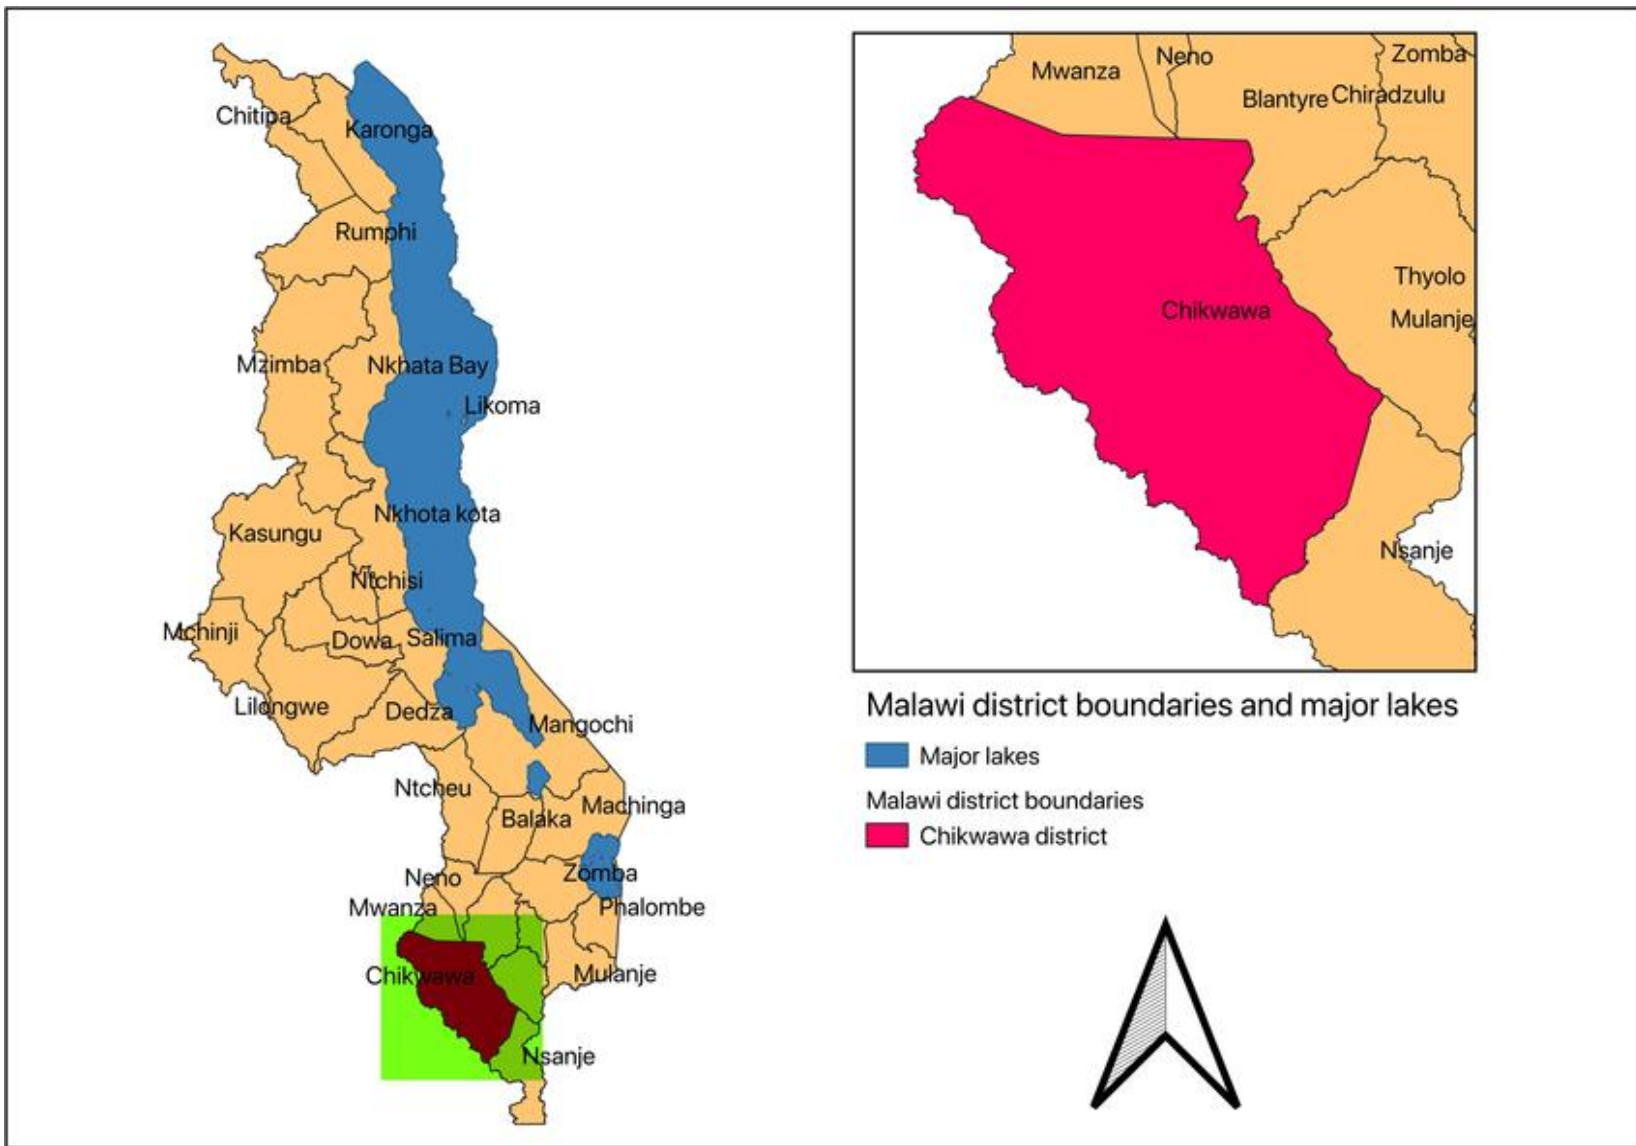 Chitipa
Karonga
Rumphi
Mzimba
Nkhata Bay
Likoma
Nkhota kota
Kasungu
Ntchisi
Mchinji
Dowa
Salima
Lilongwe
Dedza
Mangochi
Ntcheu
Machinga
Balaka
Zomba
Neno
Mwanza
Phalombe
Chikwawa
Mulanje
Nsanje
Neno
Zomba
Mwanza
Blantyre
Chiradzulu
Thyolo
Chikwawa
Mulanje
Nsanje
Malawi district boundaries and major lakes
Major lakes
Malawi district boundaries
Chikwawa district